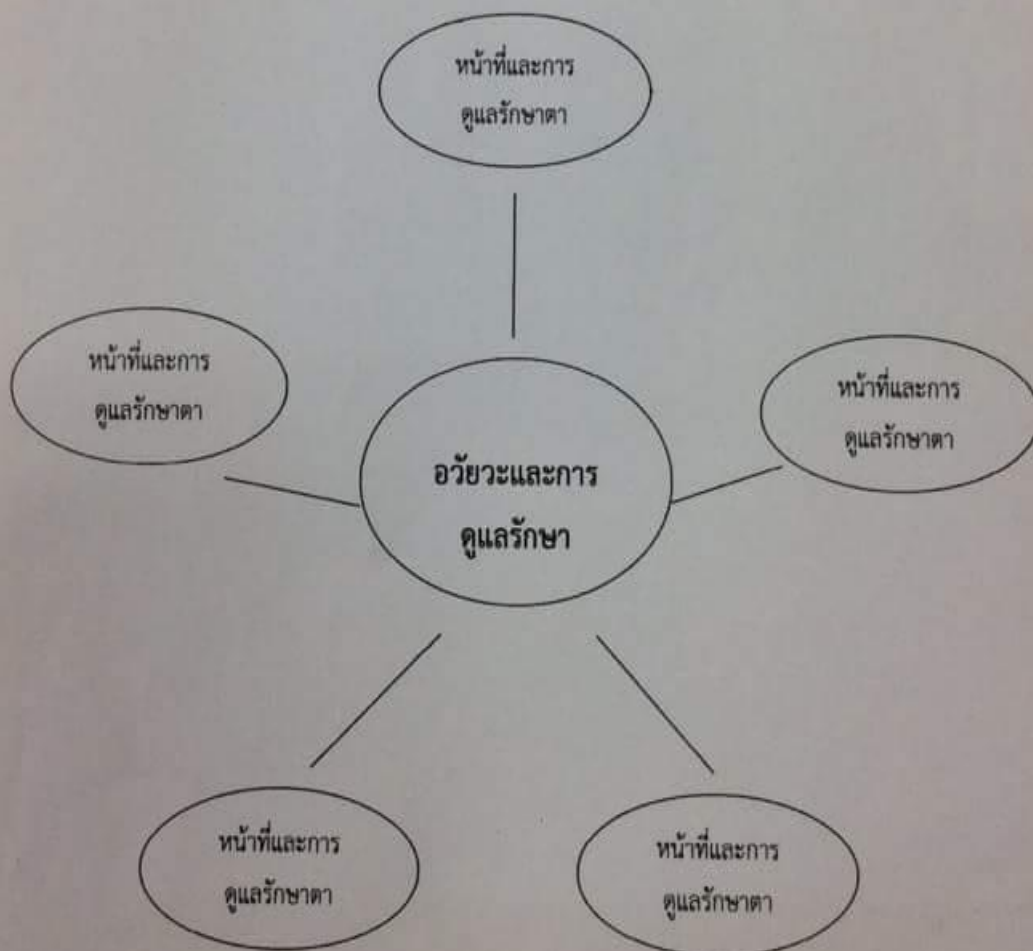 หน้าที่และการ
ดูแลรักษาตา
หน้าที่และการ
ดูแลรักษาตา
หน้าที่และการ
ดูแลรักษาตา
อวัยวะและการ
ดูแลรักษา
หน้าที่และการ
ดูแลรักษาตา
หน้าที่และการ
ดูแลรักษาตา